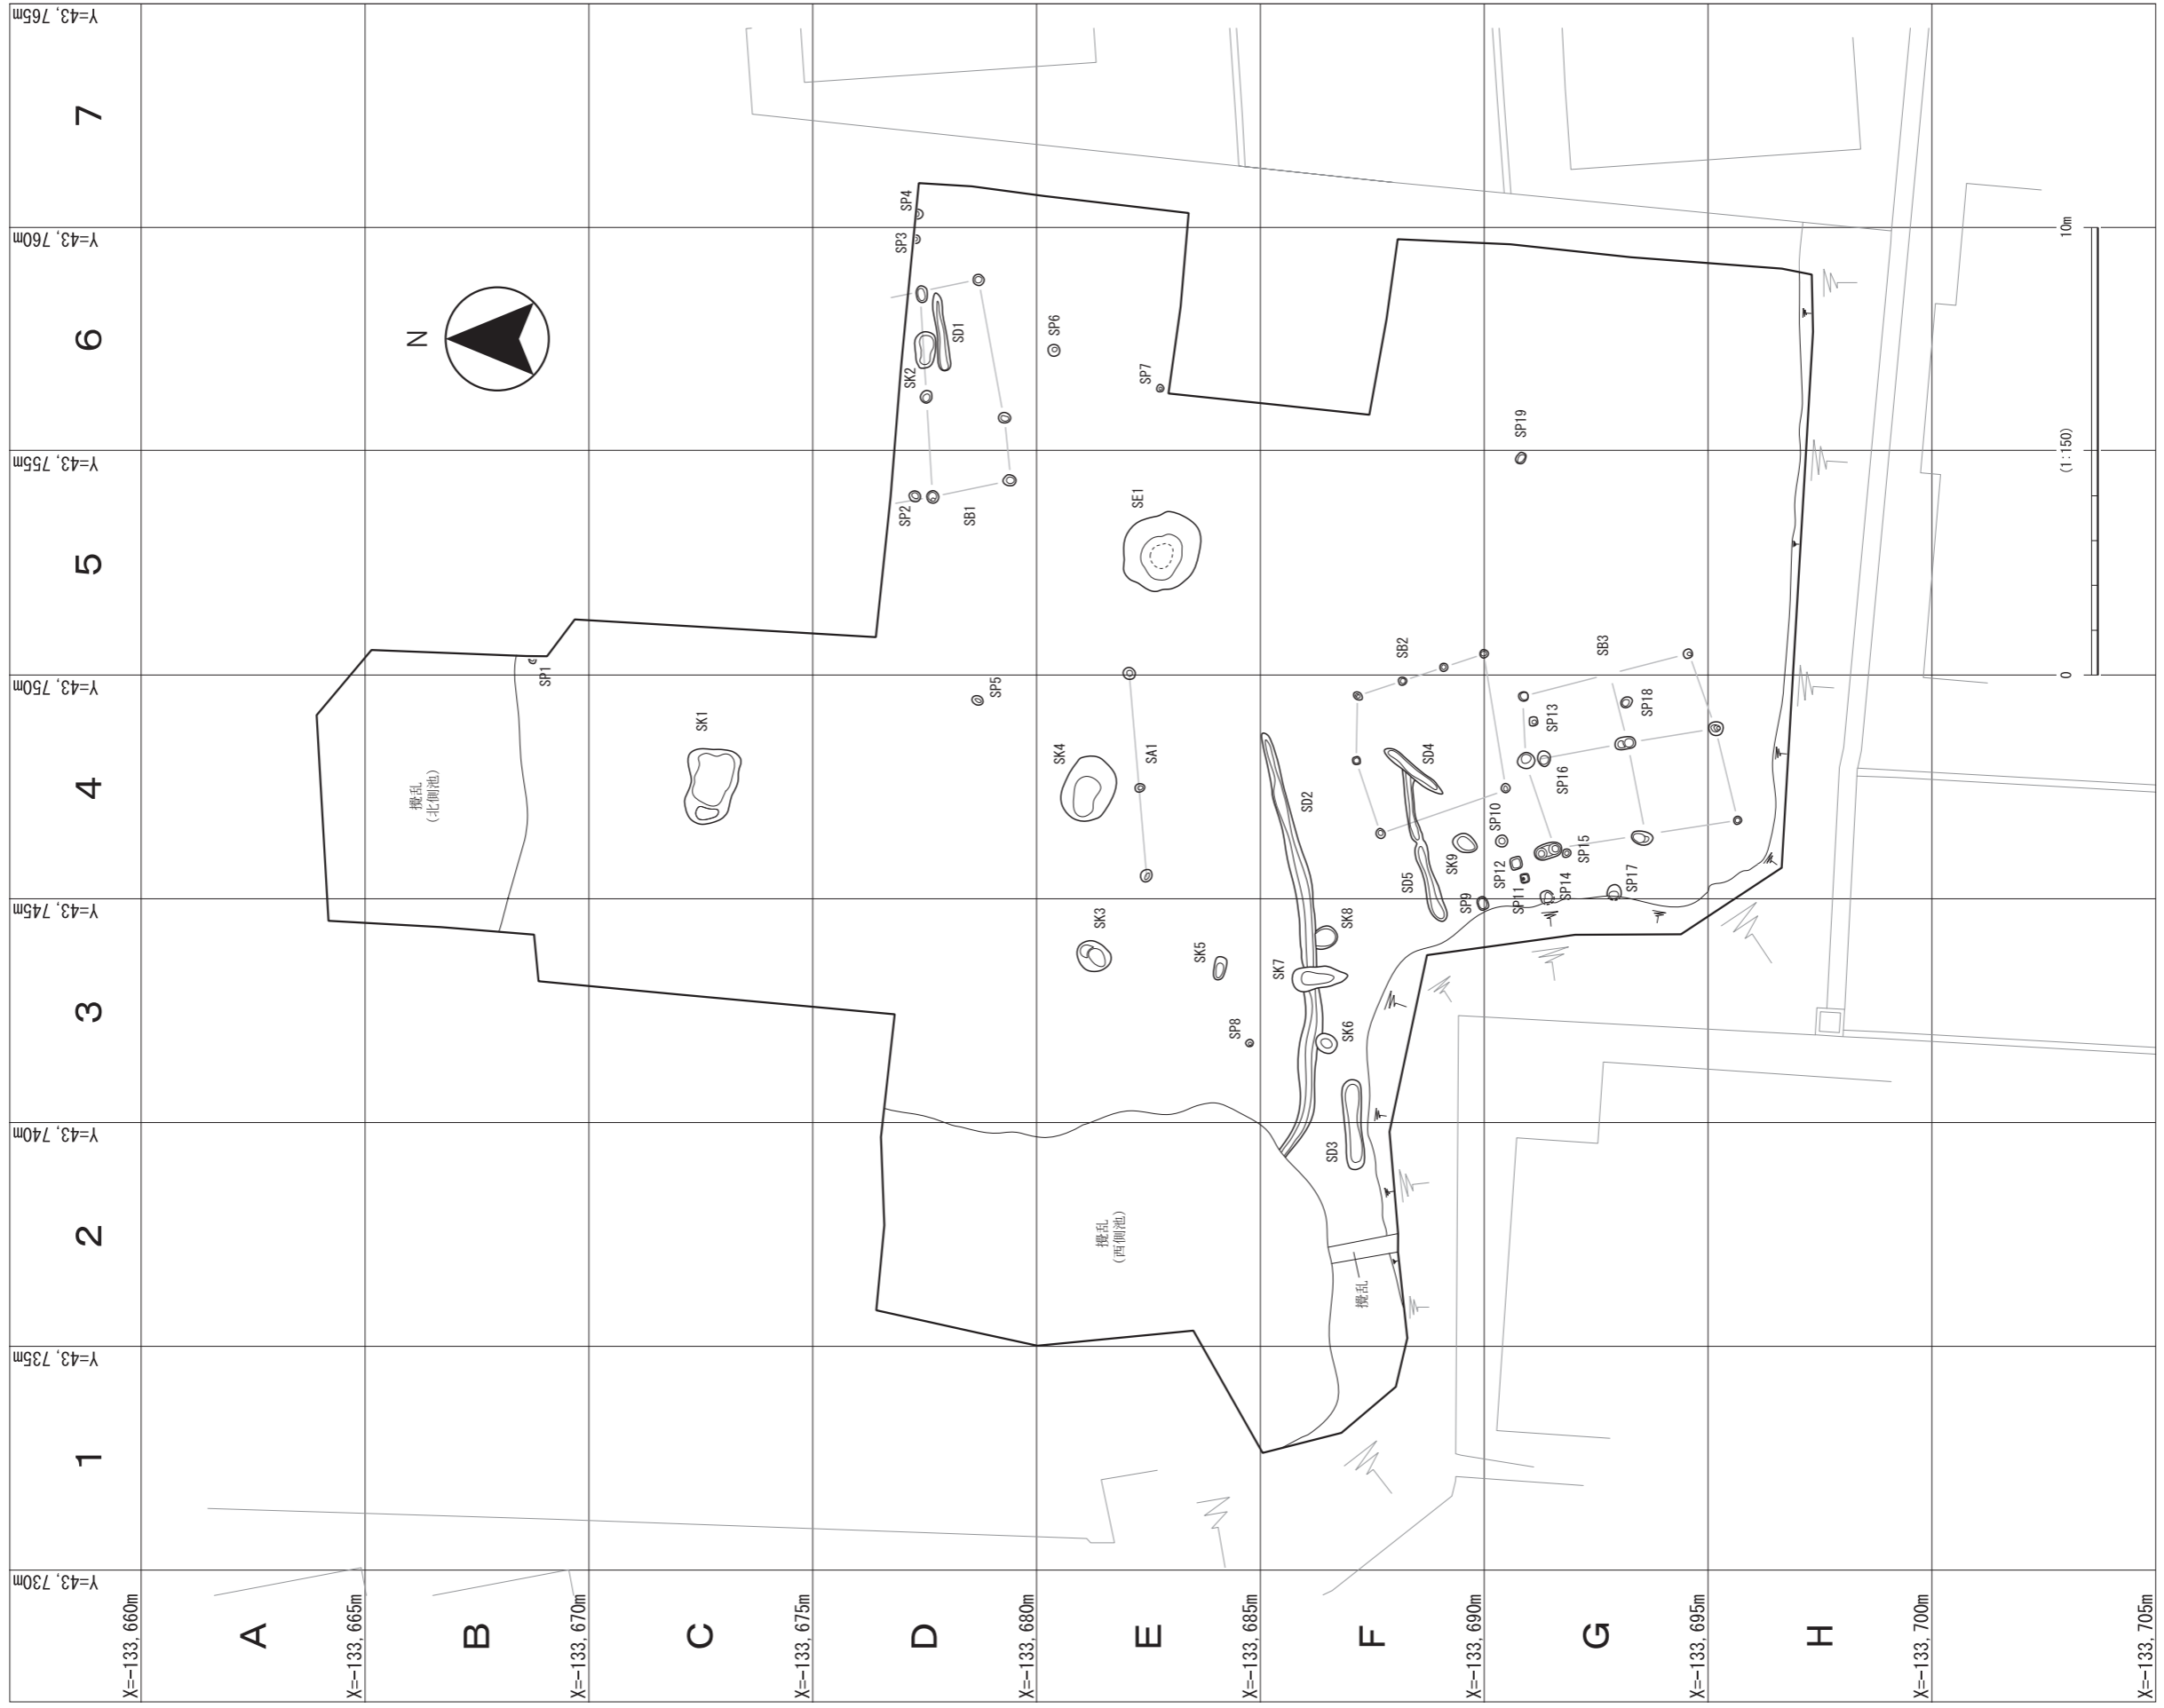 Y=43,765m
7
Y=43,760m
6
Y=43,755m
5
Y=43,750m
4
Y=43,745m
3
Y=43,740m
2
Y=43,735m
1
Y=43,730m
X=-133,660m
A
X=-133,665m
B
X=-133,670m
C
X=-133,675m
D
X=-133,680m
E
X=-133,685m
F
X=-133,690m
G
X=-133,695m
H
X=-133,700m
X=-133,705m
N
SP4
SP3
SD1
SK2
SP6
SP7
SP2
SB1
SE1
SP19
SP1
攪乱
(北側池)
SK1
SP5
SK4
SA1
SB2
SB3
SD2
SD4
SP13
SP18
SP16
SP10
SK9
SD5
SP12
SP15
SP9
SP11
SP14
SP17
SK3
SK5
SK7
SK8
SP8
SK6
SD3
攪乱
(西側池)
攪乱
0
(1:150)
10m